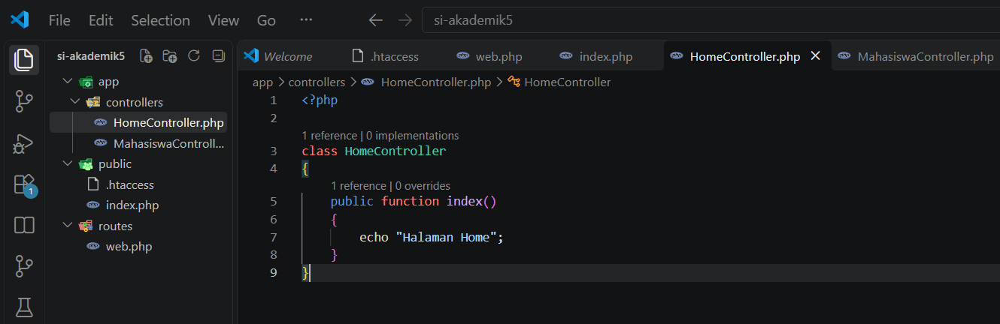 File Edit Selection View Go ··· si-akademik5
si-akademik5
app
controllers
HomeController.php
MahasiswaControll...
public
.htaccess
index.php
routes
web.php
1
Welcome .htaccess web.php index.php HomeController.php MahasiswaController.php
app > controllers > HomeController.php > HomeController
1 <?php
2
1 reference | 0 implementations
3 class HomeController
4 {
1 reference | 0 overrides
5 public function index()
6 {
7 echo "Halaman Home";
8 }
9 }